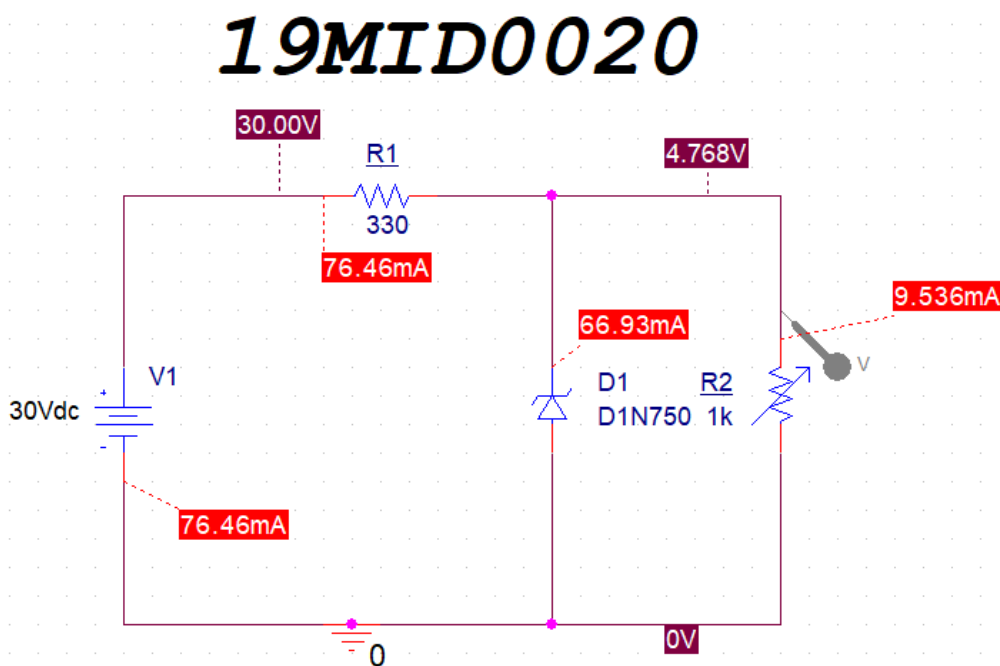 19MID0020
30.00V
R1
4.768V
330
76.46mA
9.536mA
66.93mA
V
V1
+
30Vdc
-
D1
D1N750
R2
1k
76.46mA
0
0V